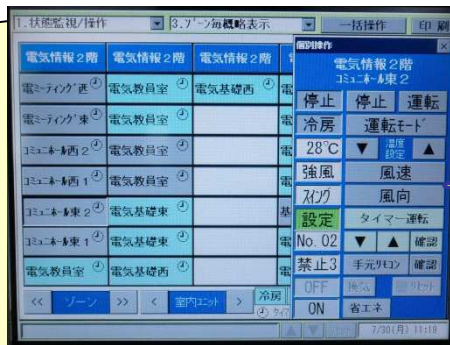 1.状態監視/操作
3.ゾーン毎概略表示
一括操作
印刷
電気情報2階
電気情報2階
電気情報2階
電ミーティング西
電気教員室
電気基礎西
電ミーティング東
電気教員室
コミュホール西2
電気教員室
コミュホール西1
電気教員室
コミュホール東2
電気基礎東
コミュホール東1
電気基礎東
電気教員室
電気基礎西
<<
ゾーン
>>
<
室内ユニット
>
冷房
個別操作
×
電気情報2階
コミュホール東2
停止
停止
運転
冷房
運転モード
28℃
▼
温度設定
▲
強風
風速
スイング
風向
設定
タイマー運転
No. 02
▼
▲
確認
禁止3
手元リモコン
確認
OFF
換気
ON
省エネ
7/30(月) 11:18